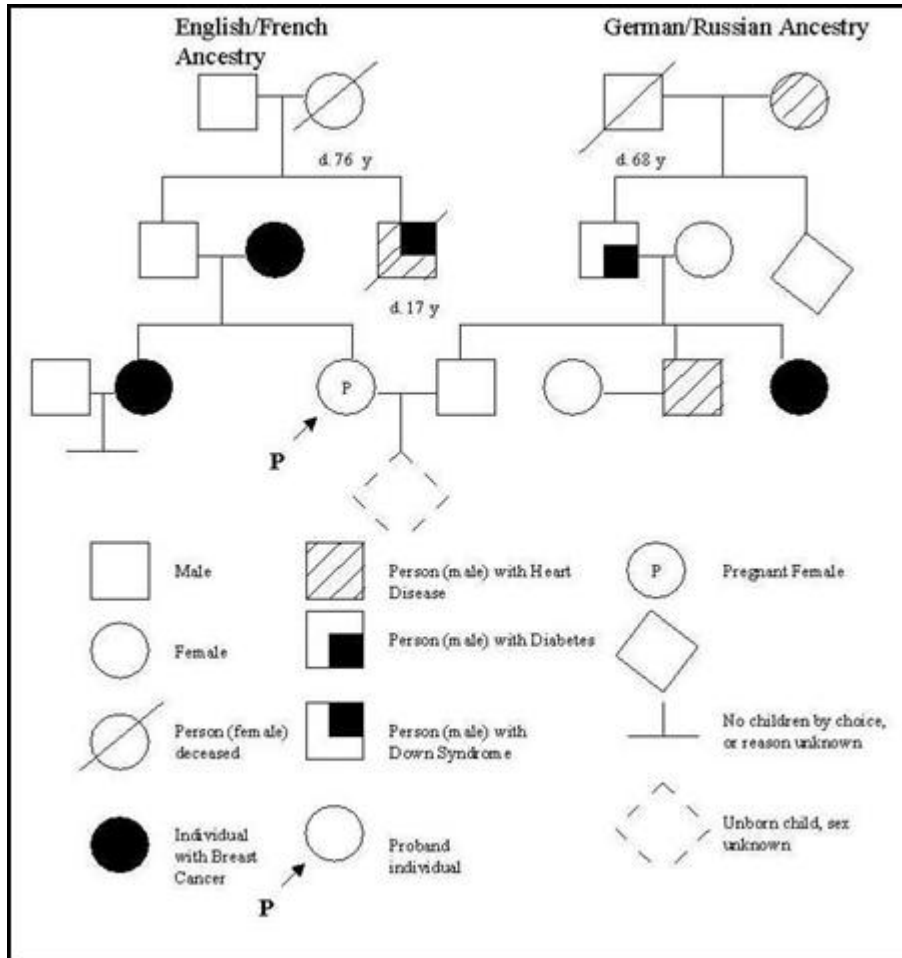 English/French
Ancestry
German/Russian Ancestry
d. 76 y
d. 68 y
d. 17 y
P
P
Male
Person (male) with Heart
Disease
P
Pregnant Female
Female
Person (male) with Diabetes
Person (female)
deceased
Person (male) with
Down Syndrome
No children by choice,
or reason unknown
Individual
with Breast
Cancer
P
Proband
individual
Unborn child, sex
unknown